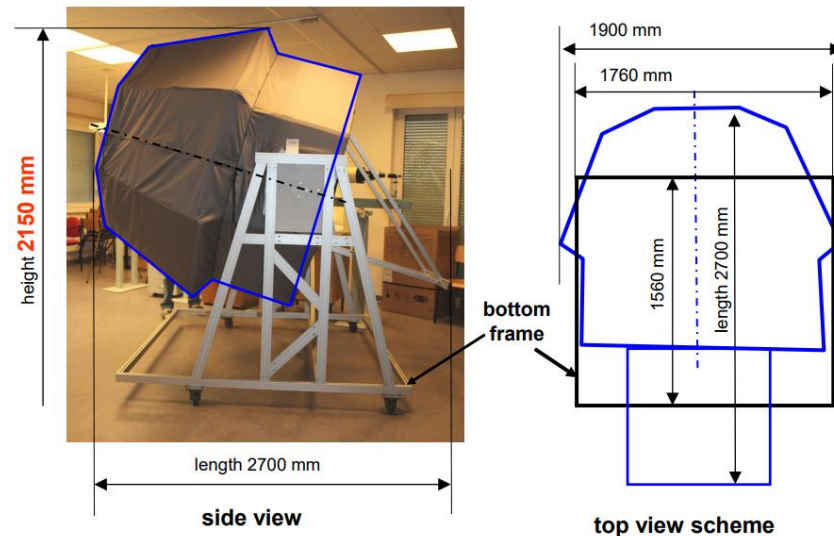 height 2150 mm
length 2700 mm
side view
bottom
frame
1900 mm
1760 mm
1560 mm
length 2700 mm
top view scheme